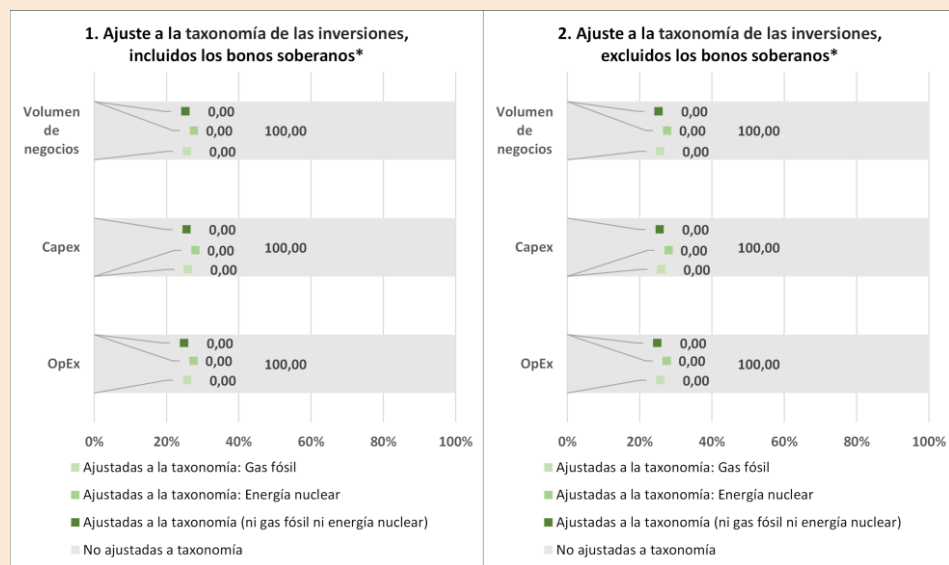 1. Ajuste a la taxonomía de las inversiones,
incluidos los bonos soberanos*
Volumen
de
negocios
0,00
0,00
100,00
0,00
Capex
0,00
0,00
100,00
0,00
OpEx
0,00
0,00
100,00
0,00
0% 20% 40% 60% 80% 100%
Ajustadas a la taxonomía: Gas fósil
Ajustadas a la taxonomía: Energía nuclear
Ajustadas a la taxonomía (ni gas fósil ni energía nuclear)
No ajustadas a taxonomía
2. Ajuste a la taxonomía de las inversiones,
excluidos los bonos soberanos*
Volumen
de
negocios
0,00
0,00
100,00
0,00
Capex
0,00
0,00
100,00
0,00
OpEx
0,00
0,00
100,00
0,00
0% 20% 40% 60% 80% 100%
Ajustadas a la taxonomía: Gas fósil
Ajustadas a la taxonomía: Energía nuclear
Ajustadas a la taxonomía (ni gas fósil ni energía nuclear)
No ajustadas a taxonomía